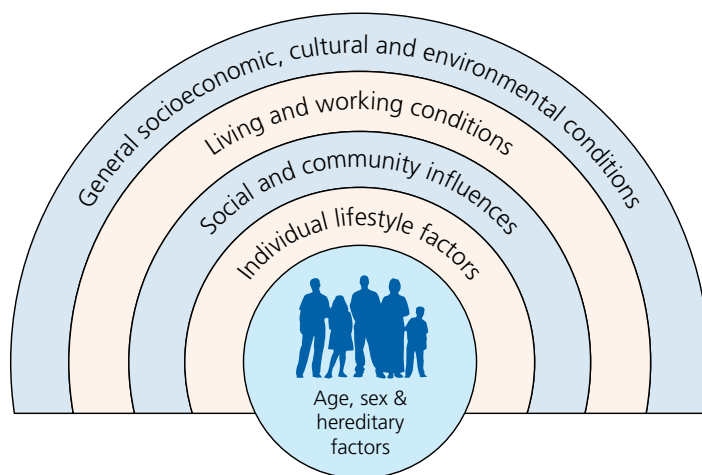 General socioeconomic, cultural and environmental conditions
Living and working conditions
Social and community influences
Individual lifestyle factors
Age, sex &
hereditary
factors